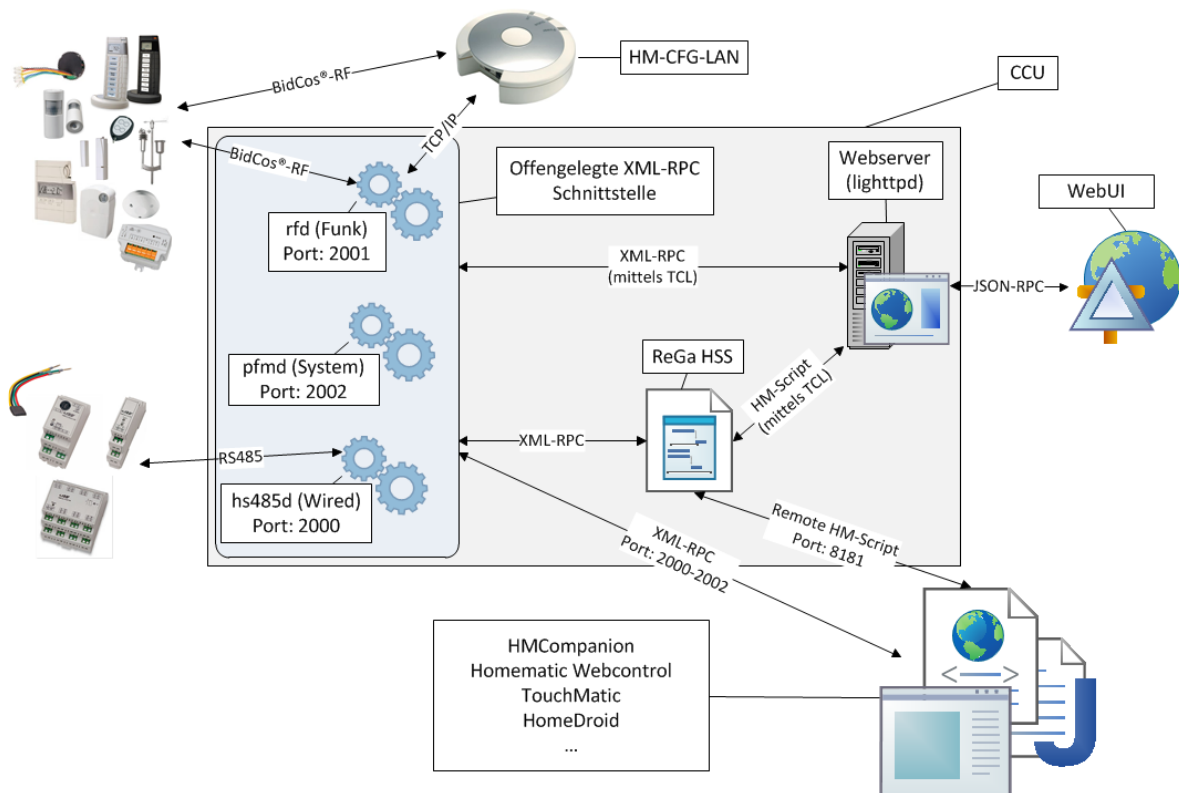 BidCos®-RF
HM-CFG-LAN
CCU
TCP/IP
BidCos®-RF
Offengelegte XML-RPC
Schnittstelle
Webserver
(lighttpd)
WebUI
rfd (Funk)
Port: 2001
XML-RPC
(mittels TCL)
JSON-RPC
pfmd (System)
Port: 2002
ReGa HSS
HM-Script
(mittels TCL)
XML-RPC
RS485
hs485d (Wired)
Port: 2000
XML-RPC
Port: 2000-2002
Remote HM-Script
Port: 8181
HMCompanion
Homematic Webcontrol
TouchMatic
HomeDroid
...